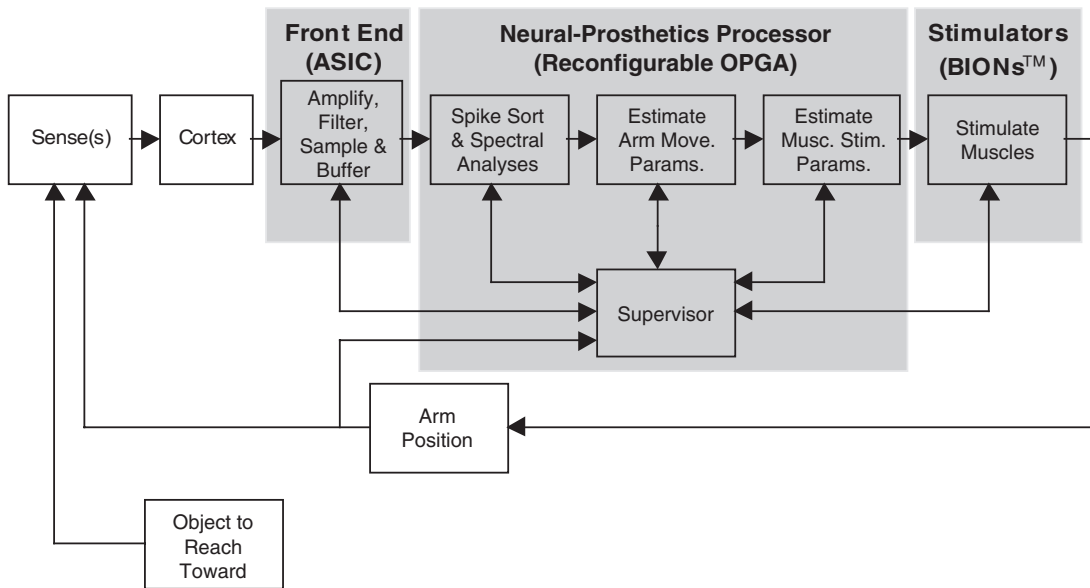 Front End
(ASIC)
Neural-Prosthetics Processor
(Reconfigurable OPGA)
Stimulators
(BIONs™)
Sense(s)
Cortex
Amplify,
Filter,
Sample &
Buffer
Spike Sort
& Spectral
Analyses
Estimate
Arm Move.
Params.
Estimate
Musc. Stim.
Params.
Stimulate
Muscles
Supervisor
Arm
Position
Object to
Reach
Toward